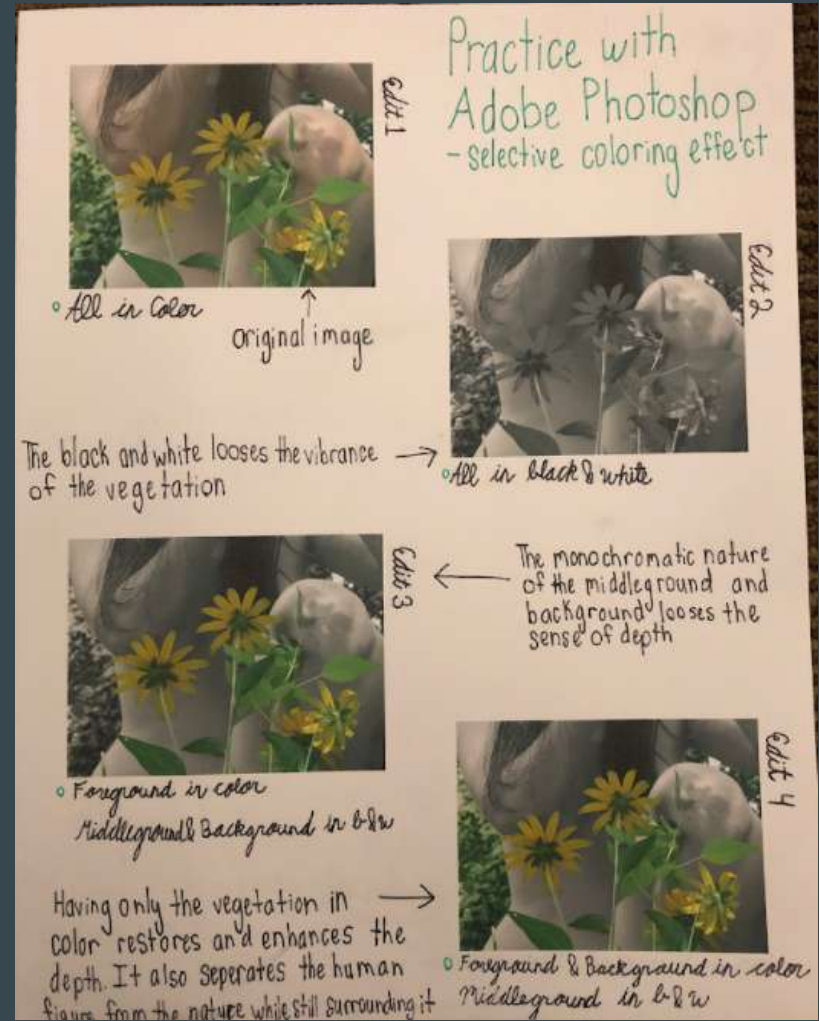 Practice with
Adobe Photoshop
- selective coloring effect
Edit 1
All in Color
original image
Edit 2
The black and white looses the vibrance
of the vegetation
All in black & white
Edit 3
The monochromatic nature
of the middleground and
background looses the
sense of depth
Foreground in color
Middleground & Background in b&w
Edit 4
Having only the vegetation in
color restores and enhances the
depth. It also seperates the human
figure from the nature while still surrounding it
Foreground & Background in color
Middleground in b&w